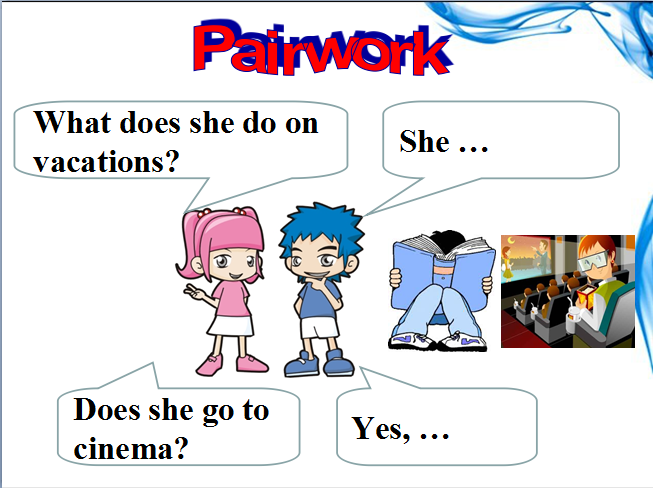 Pairwork
What does she do on
vacations?
She …
Does she go to
cinema?
Yes, …